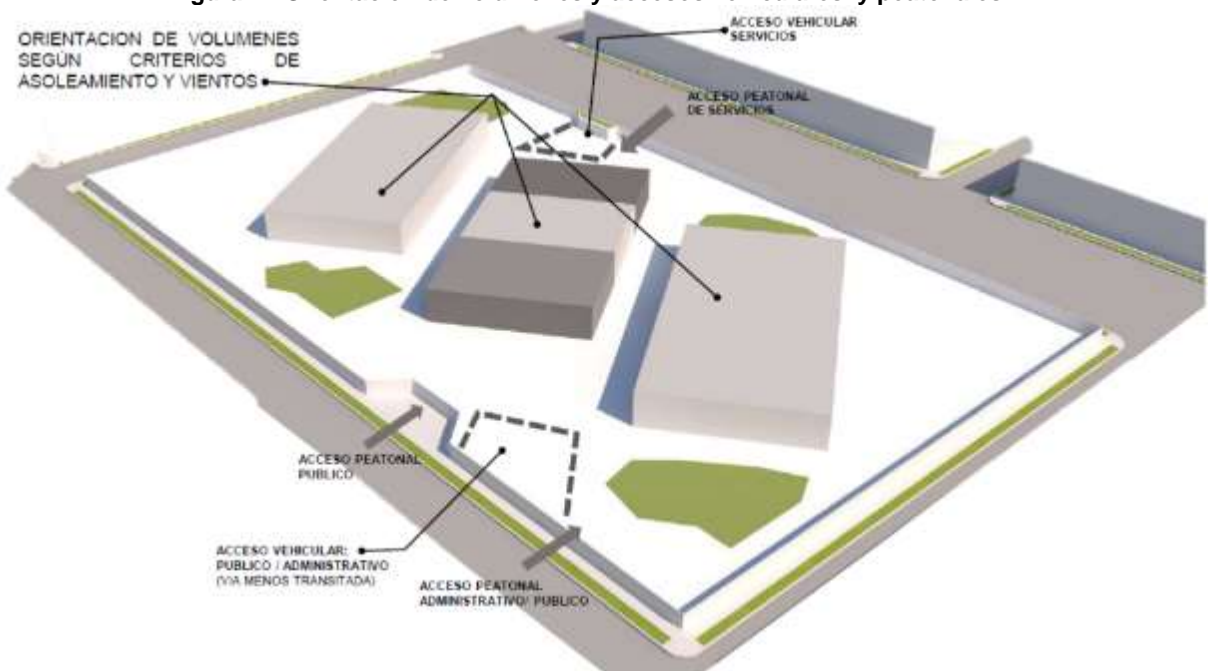 ORIENTACION DE VOLUMENES
SEGÚN CRITERIOS DE
ASOLEAMIENTO Y VIENTOS
ACCESO VEHICULAR
SERVICIOS
ACCESO PEATONAL
DE SERVICIOS
ACCESO PEATONAL
PUBLICO
ACCESO VEHICULAR:
PUBLICO / ADMINISTRATIVO
(VIA MENOS TRANSITADA)
ACCESO PEATONAL
ADMINISTRATIVO/ PUBLICO